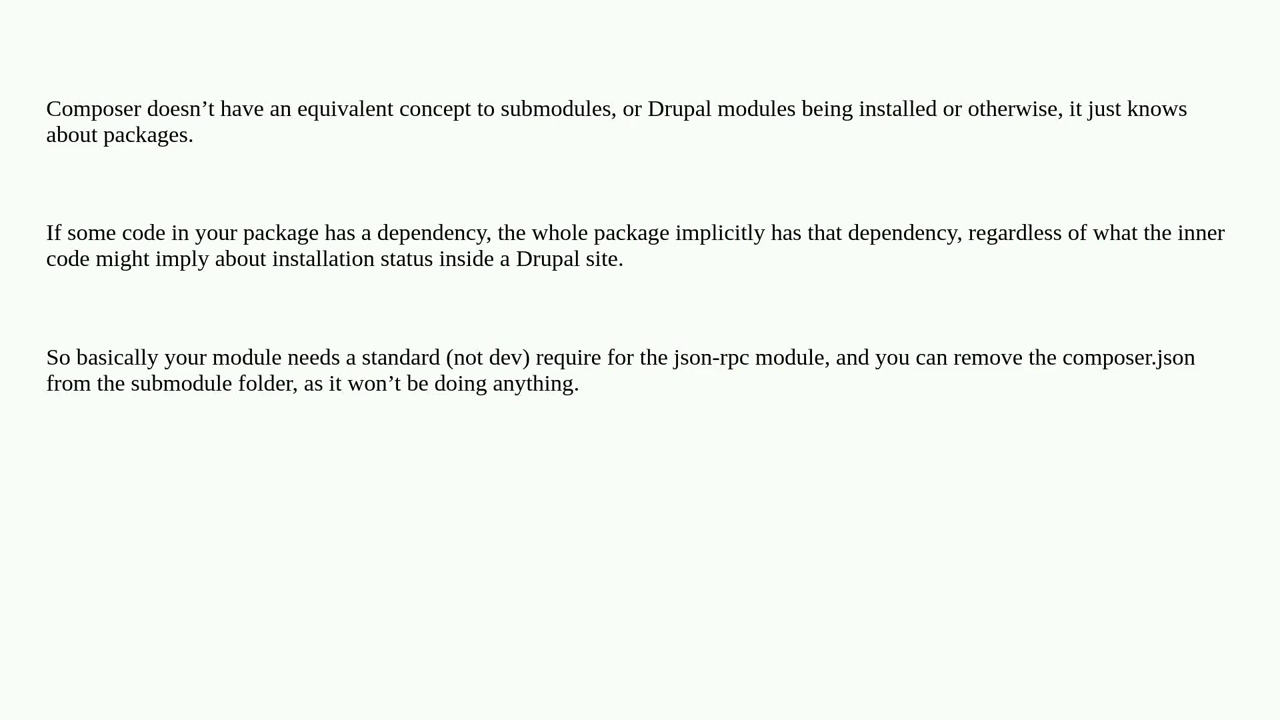 Composer doesn’t have an equivalent concept to submodules, or Drupal modules being installed or otherwise, it just knows
about packages.
If some code in your package has a dependency, the whole package implicitly has that dependency, regardless of what the inner
code might imply about installation status inside a Drupal site.
So basically your module needs a standard (not dev) require for the json-rpc module, and you can remove the composer.json
from the submodule folder, as it won’t be doing anything.